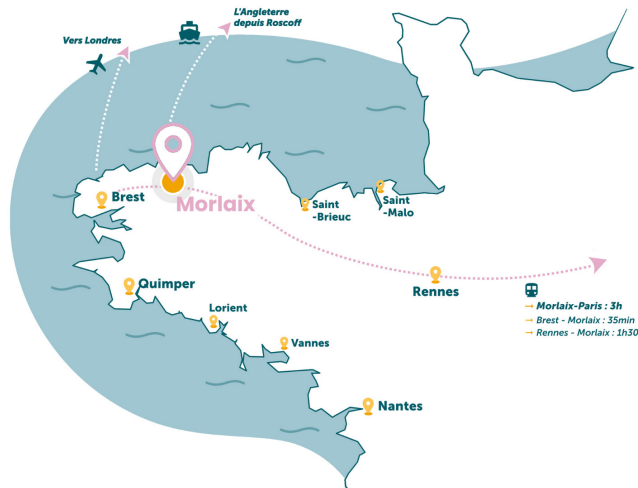 L'Angleterre
depuis Roscoff
Vers Londres
Brest
Morlaix
Saint
-Brieuc
Saint
-Malo
Quimper
Rennes
Lorient
Vannes
Nantes
→ Morlaix-Paris : 3h
→ Brest - Morlaix : 35min
→ Rennes - Morlaix : 1h30